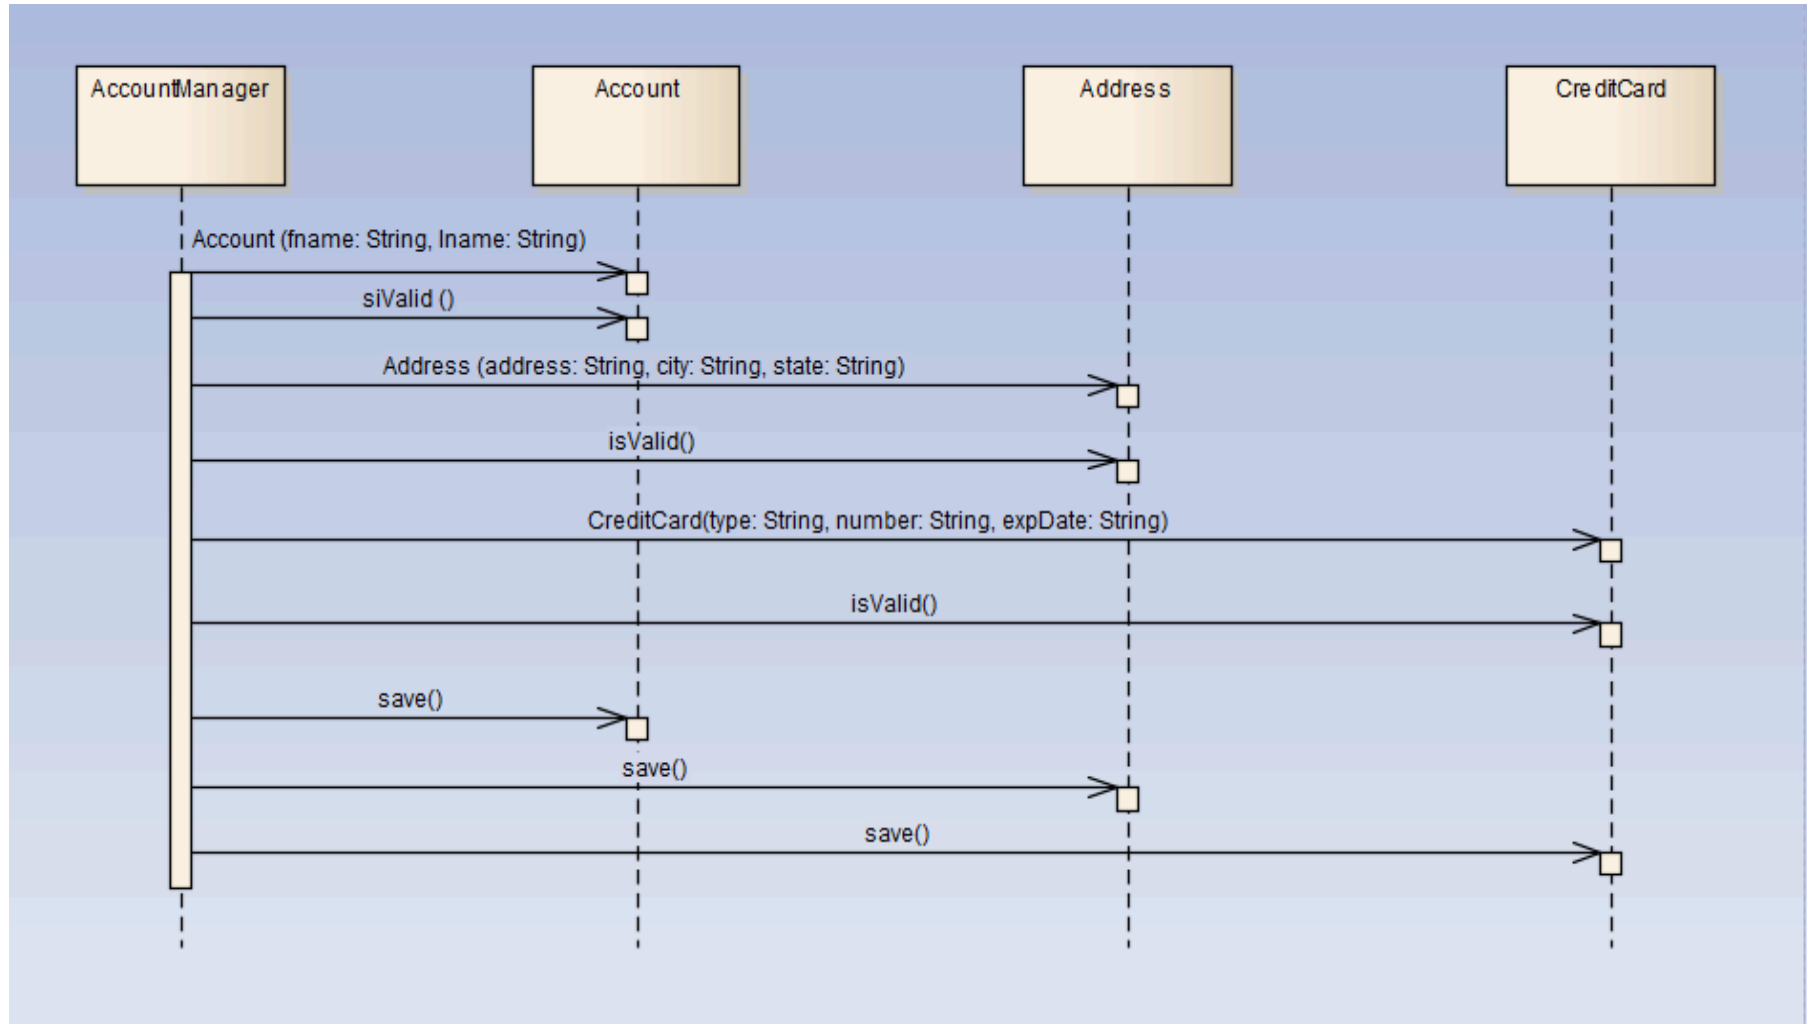 AccountManager
Account
Address
CreditCard
Account (fname: String, lname: String)
siValid ()
Address (address: String, city: String, state: String)
isValid()
CreditCard(type: String, number: String, expDate: String)
isValid()
save()
save()
save()